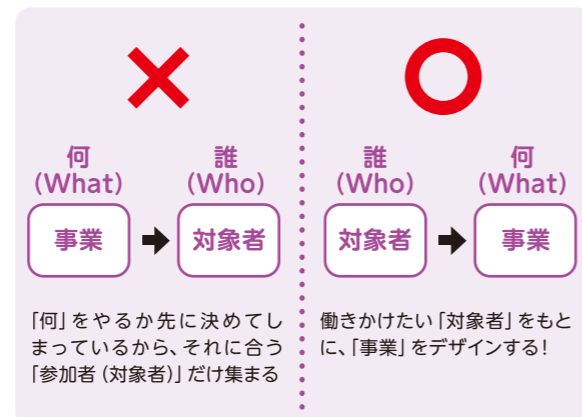 何 誰
(What) (Who)
事業 対象者
「何」をやるか先に決めてし
まっているから、それに合う
「参加者（対象者）」だけ集まる
誰 何
(Who) (What)
対象者 事業
働きかけたい「対象者」をもと
に、「事業」をデザインする！